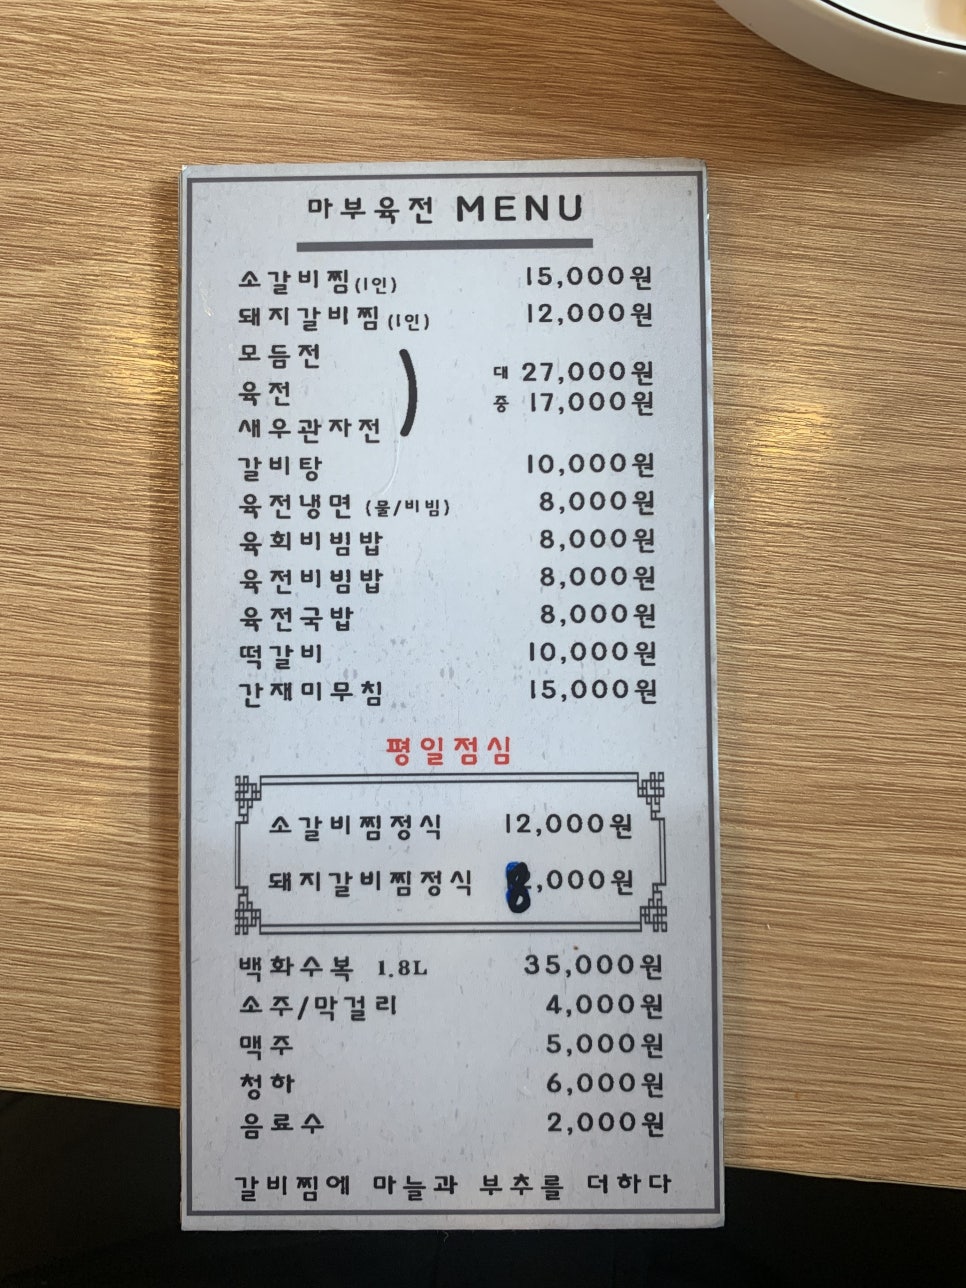 마부육전 MENU
소갈비찜(1인) 15,000원
돼지갈비찜(1인) 12,000원
모듬전
대 27,000원
육전
중 17,000원
새우관자전
갈비탕 10,000원
육전냉면 (물/비빔) 8,000원
육회비빔밥 8,000원
육전비빔밥 8,000원
육전국밥 8,000원
떡갈비 10,000원
간재미무침 15,000원
평일점심
소갈비찜정식 12,000원
돼지갈비찜정식 8,000원
백화수복 1.8L 35,000원
소주/막걸리 4,000원
맥주 5,000원
청하 6,000원
음료수 2,000원
갈비찜에 마늘과 부추를 더하다